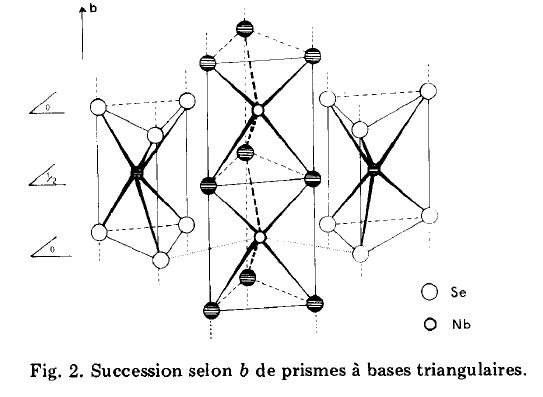 b
0
1/2
0
Se
Nb
Fig. 2. Succession selon b de prismes à bases triangulaires.